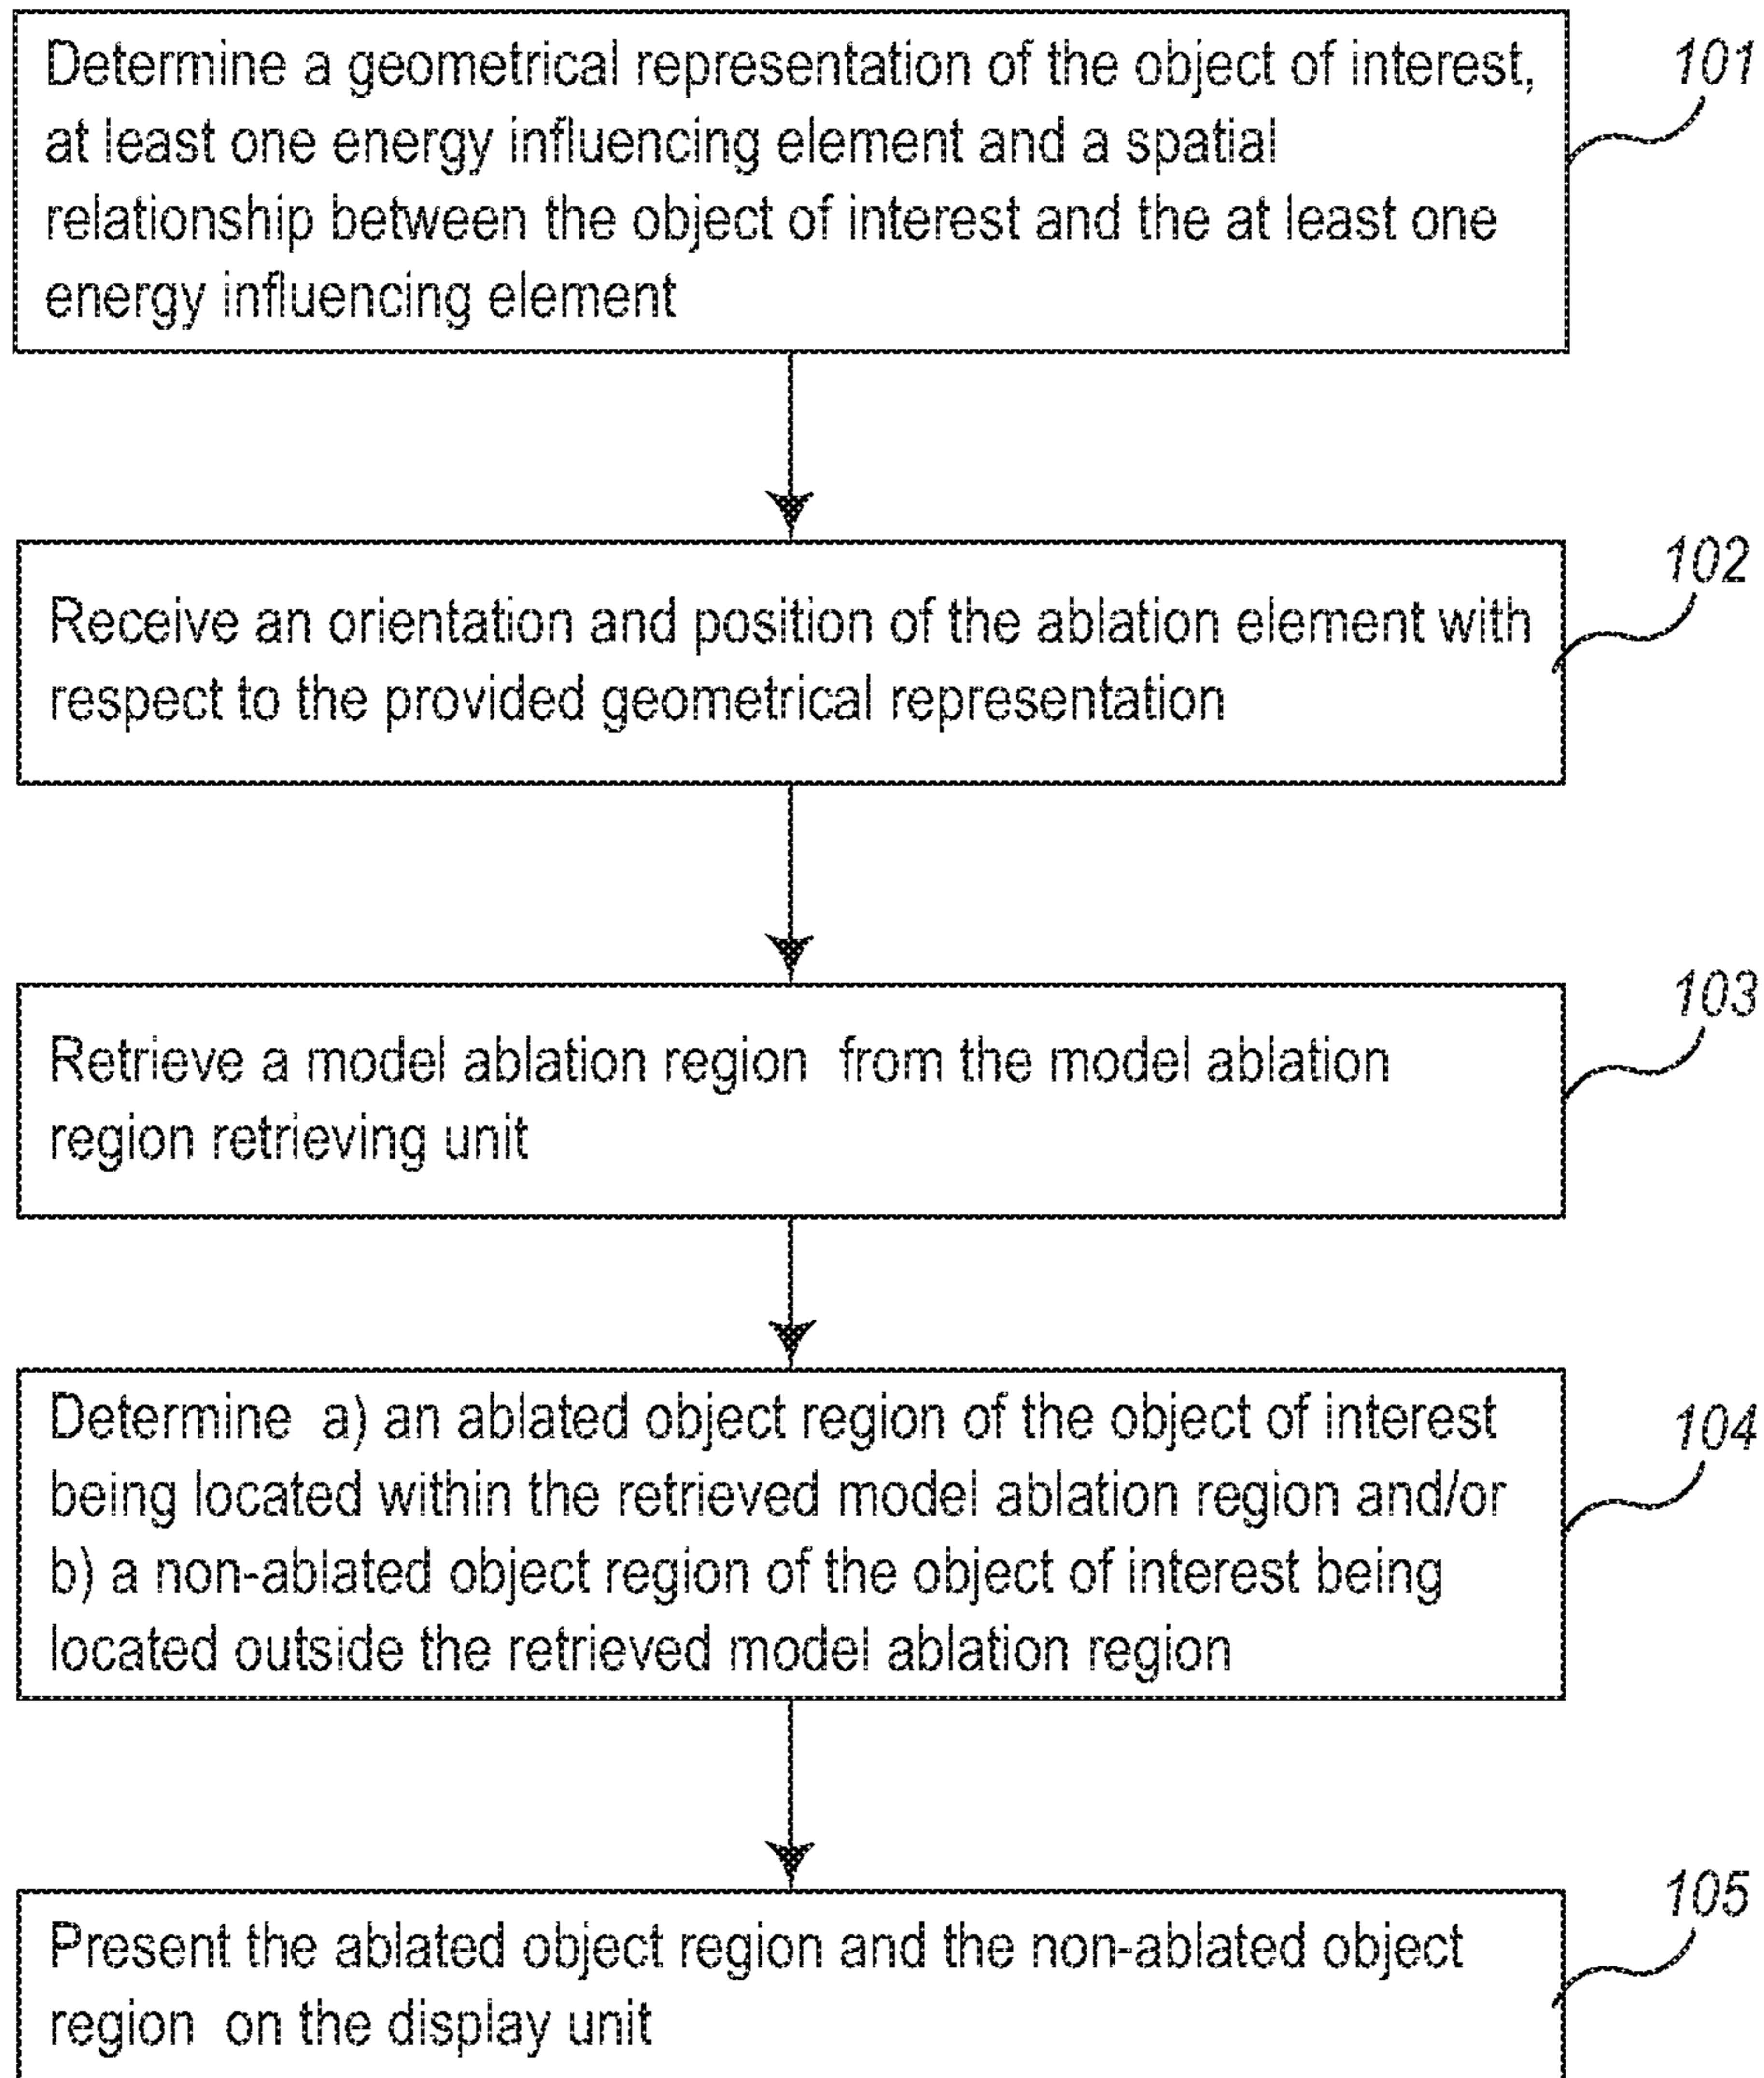 Determine a geometrical representation of the object of interest,
at least one energy influencing element and a spatial
relationship between the object of interest and the at least one
energy influencing element
101
Receive an orientation and position of the ablation element with
respect to the provided geometrical representation
102
Retrieve a model ablation region from the model ablation
region retrieving unit
103
Determine a) an ablated object region of the object of interest
being located within the retrieved model ablation region and/or
b) a non-ablated object region of the object of interest being
located outside the retrieved model ablation region
104
Present the ablated object region and the non-ablated object
region on the display unit
105